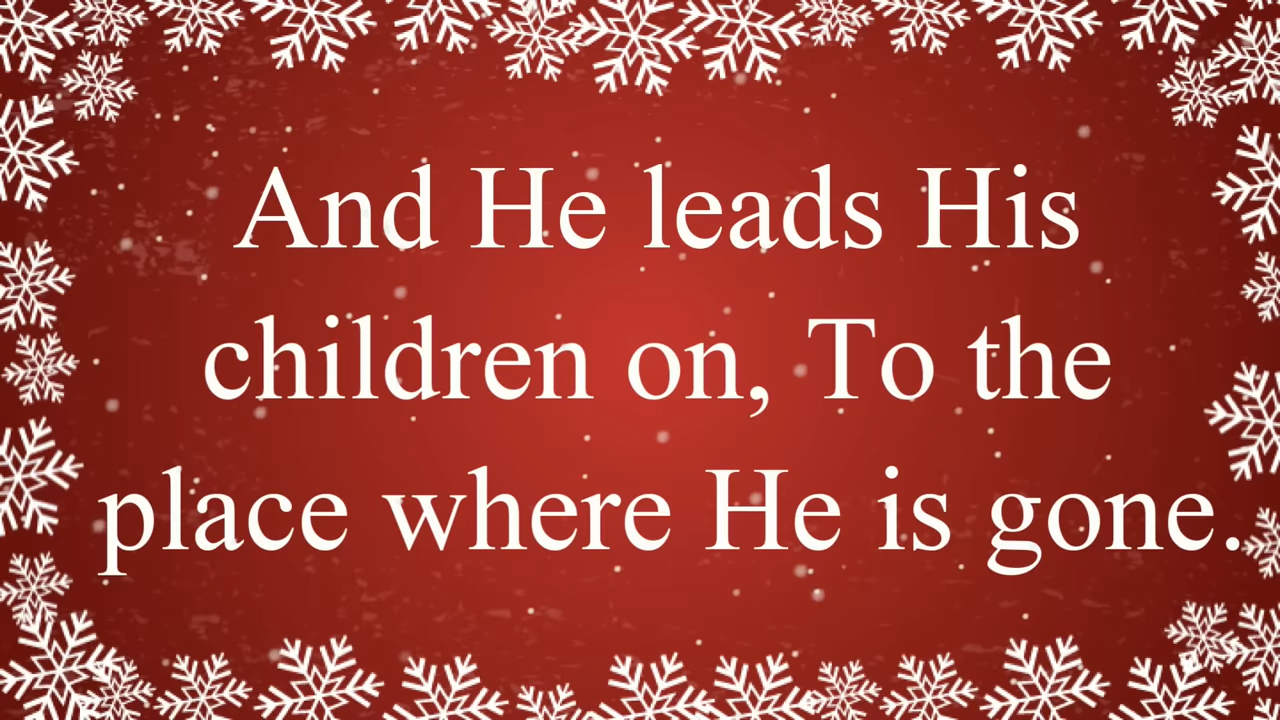 And He leads His
children on, To the
place where He is gone.